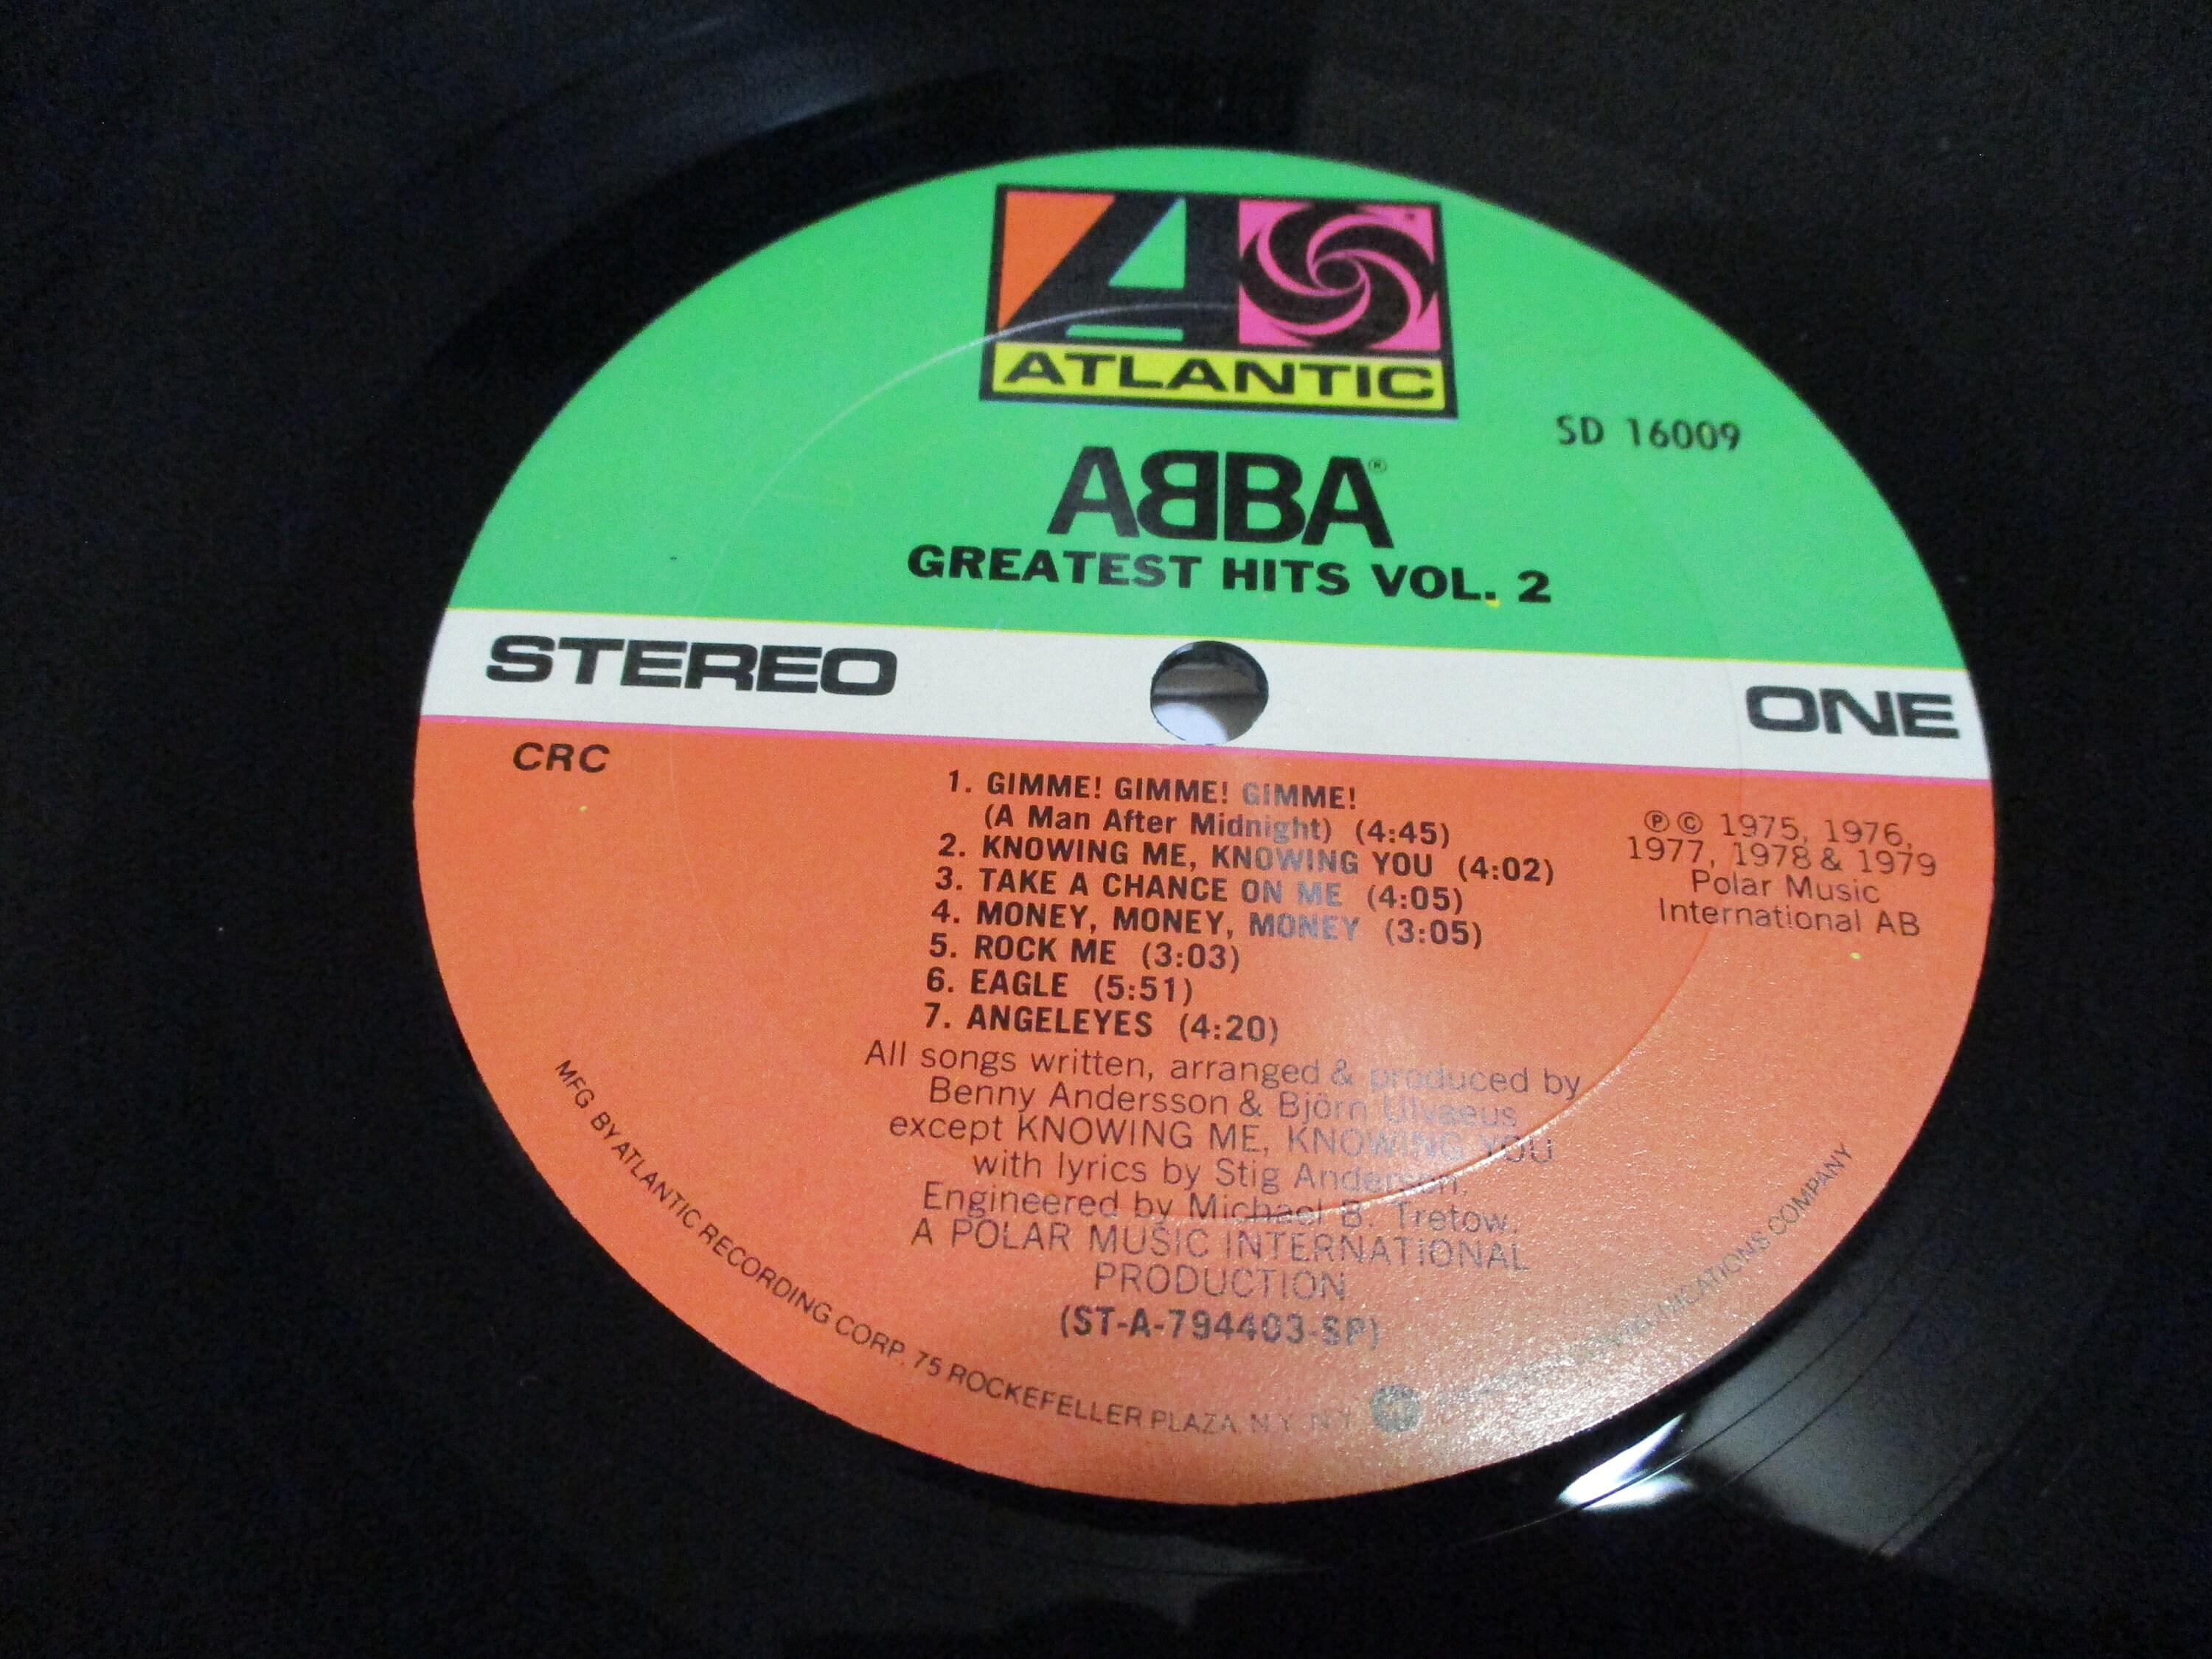 ATLANTIC
SD 16009
ABBA®
GREATEST HITS VOL. 2
STEREO
ONE
CRC
1. GIMME! GIMME! GIMME!
(A Man After Midnight) (4:45)
2. KNOWING ME, KNOWING YOU (4:02)
3. TAKE A CHANCE ON ME (4:05)
4. MONEY, MONEY, MONEY (3:05)
5. ROCK ME (3:03)
6. EAGLE (5:51)
7. ANGELEYES (4:20)
℗© 1975, 1976,
1977, 1978 & 1979
Polar Music
International AB
All songs written, arranged & produced by
Benny Andersson & Björn Ulvaeus
except KNOWING ME, KNOWING YOU
with lyrics by Stig Anderson.
Engineered by Michael B. Tretow.
A POLAR MUSIC INTERNATIONAL
PRODUCTION
(ST-A-794403-SP)
MFG BY ATLANTIC RECORDING CORP. 75 ROCKEFELLER PLAZA N.Y. N.Y. COMMUNICATIONS COMPANY